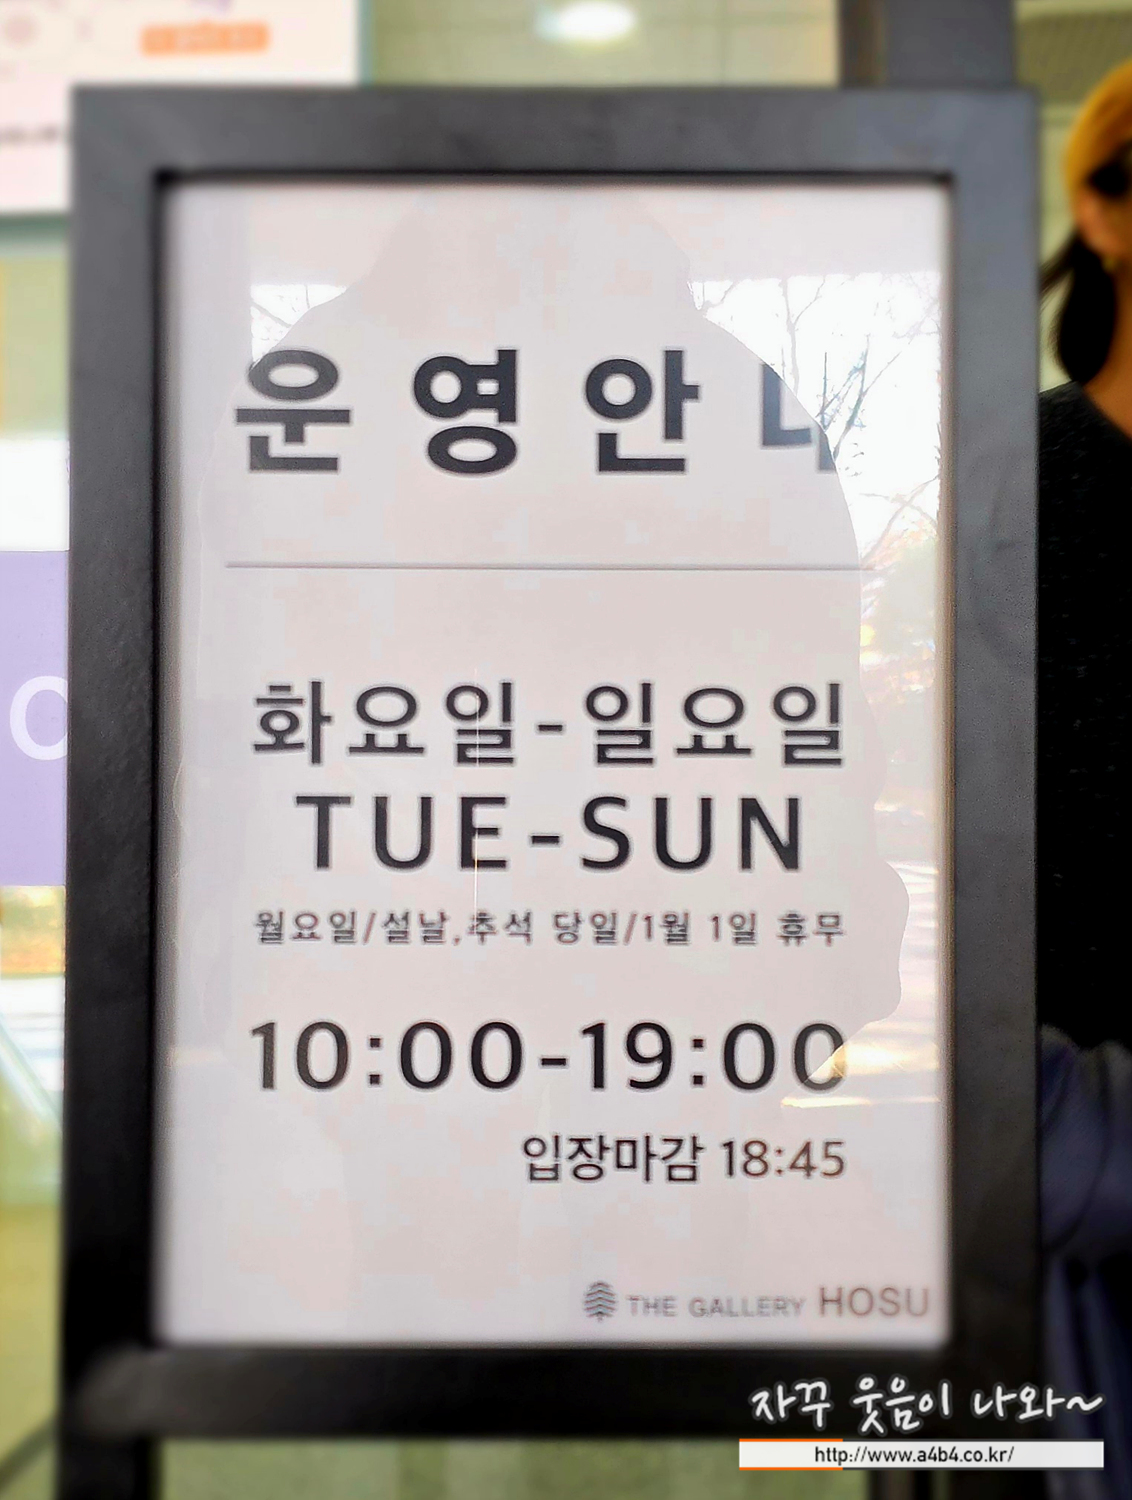 운영안내
화요일-일요일
TUE-SUN
월요일/설날,추석 당일/1월 1일 휴무
10:00-19:00
입장마감 18:45
THE GALLERY HOSU
자꾸 웃음이 나와~
http://www.a4b4.co.kr/